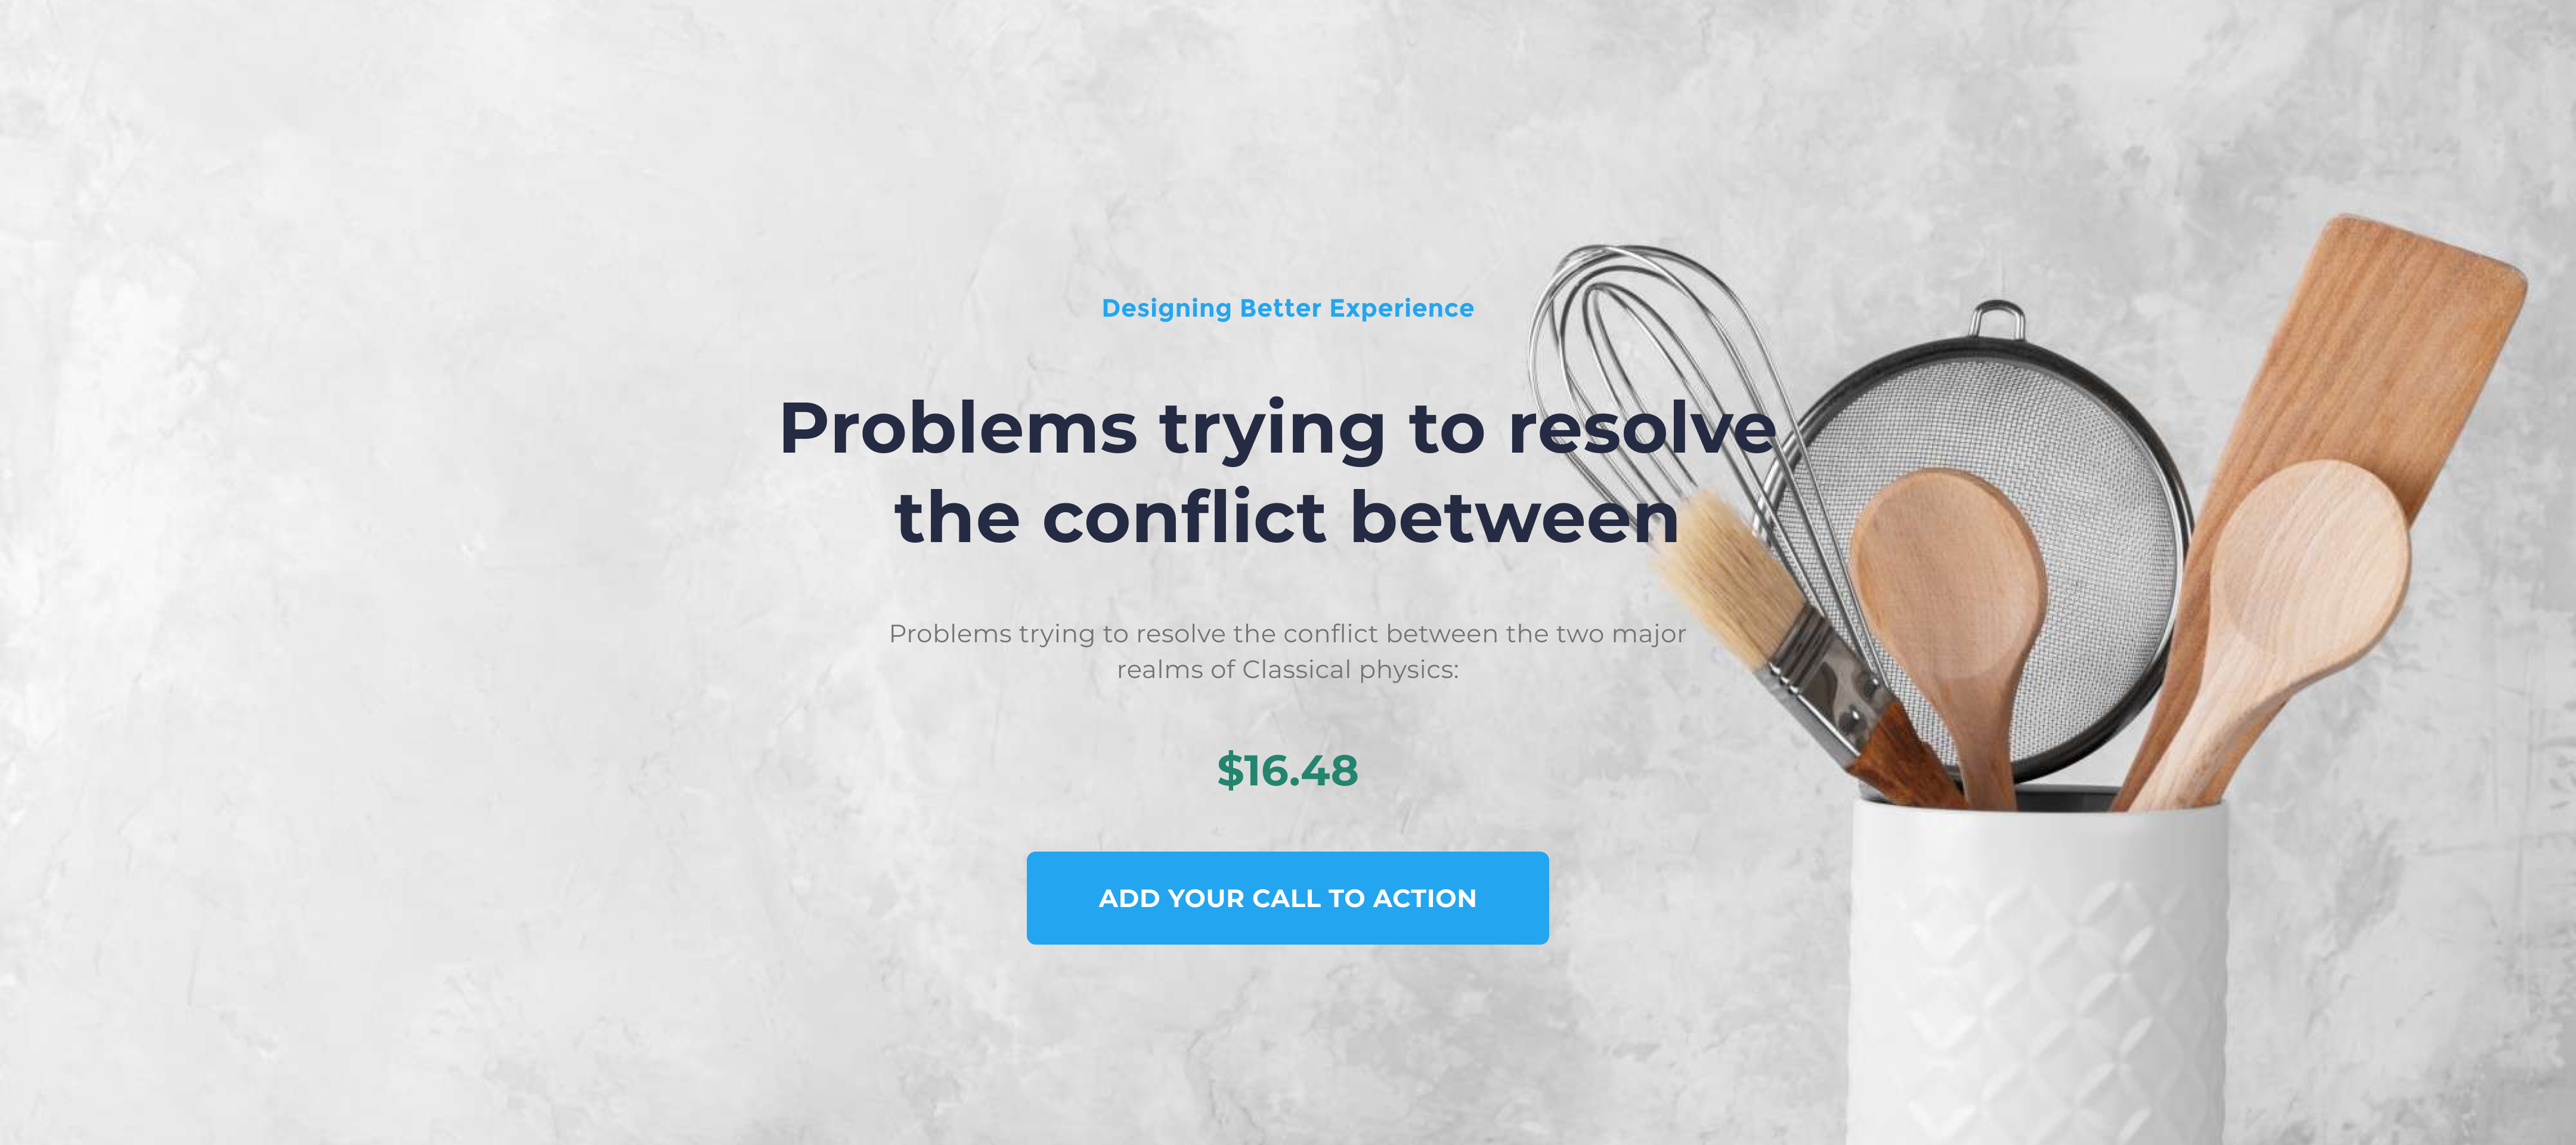 Designing Better Experience
Problems trying to resolve
the conflict between
Problems trying to resolve the conflict between the two major
realms of Classical physics:
$16.48
ADD YOUR CALL TO ACTION